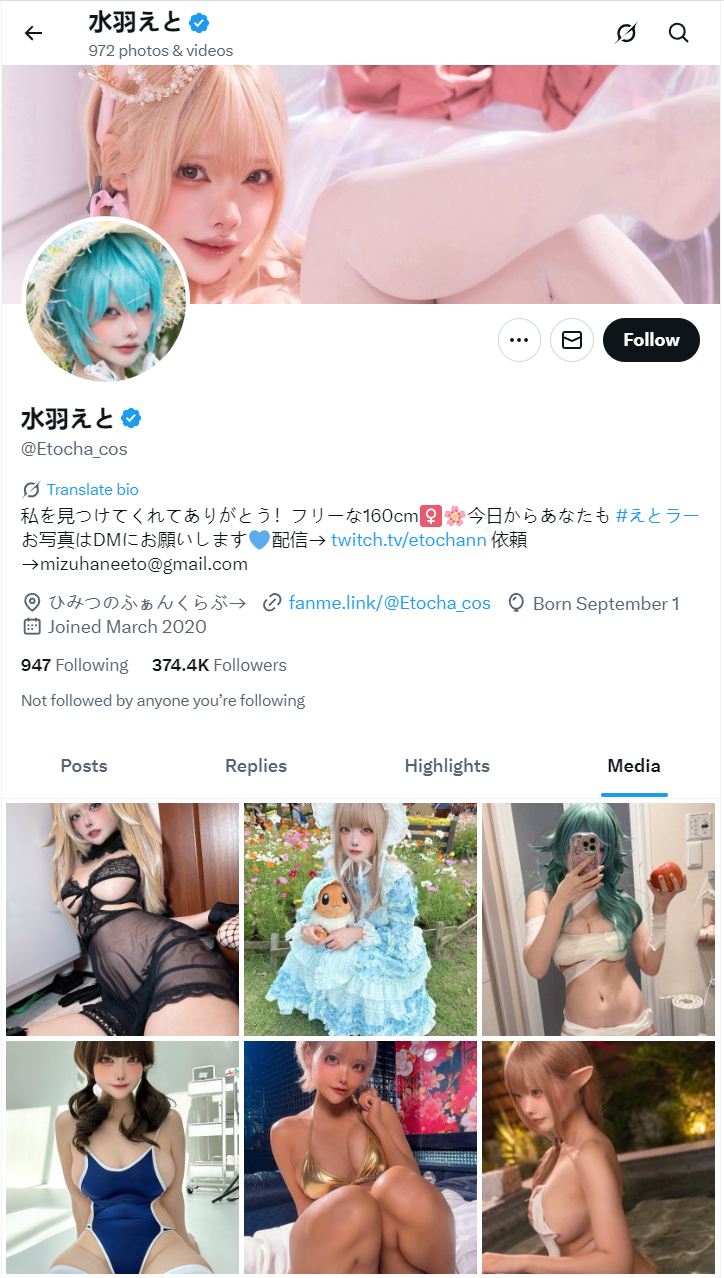 水羽えと
972 photos & videos
Follow
水羽えと
@Etocha_cos
Translate bio
私を見つけてくれてありがとう！フリーな160cm🚺🌸今日からあなたも #えとラー
お写真はDMにお願いします💙配信→ twitch.tv/etochann 依頼
→mizuhaneeto@gmail.com
ひみつのふぁんくらぶ→ fanme.link/@Etocha_cos Born September 1
Joined March 2020
947 Following 374.4K Followers
Not followed by anyone you’re following
Posts Replies Highlights Media